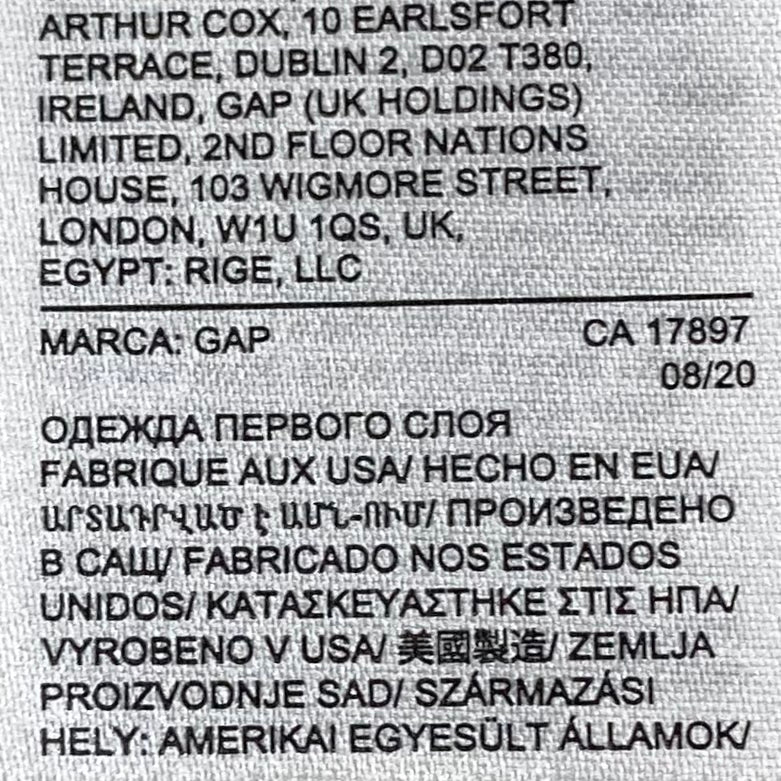 ARTHUR COX, 10 EARLSFORT
TERRACE, DUBLIN 2, D02 T380,
IRELAND, GAP (UK HOLDINGS)
LIMITED, 2ND FLOOR NATIONS
HOUSE, 103 WIGMORE STREET,
LONDON, W1U 1QS, UK,
EGYPT: RIGE, LLC
MARCA: GAP CA 17897
08/20
ОДЕЖДА ПЕРВОГО СЛОЯ
FABRIQUE AUX USA/ HECHO EN EUA/
ԱՐՏԱԴՐՎԱԾ Է ԱՄՆ-ՈՒՄ/ ПРОИЗВЕДЕНО
В САЩ/ FABRICADO NOS ESTADOS
UNIDOS/ ΚΑΤΑΣΚΕΥΑΣΤΗΚΕ ΣΤΙΣ ΗΠΑ/
VYROBENO V USA/ 美國製造/ ZEMLJA
PROIZVODNJE SAD/ SZÁRMAZÁSI
HELY: AMERIKAI EGYESÜLT ÁLLAMOK/